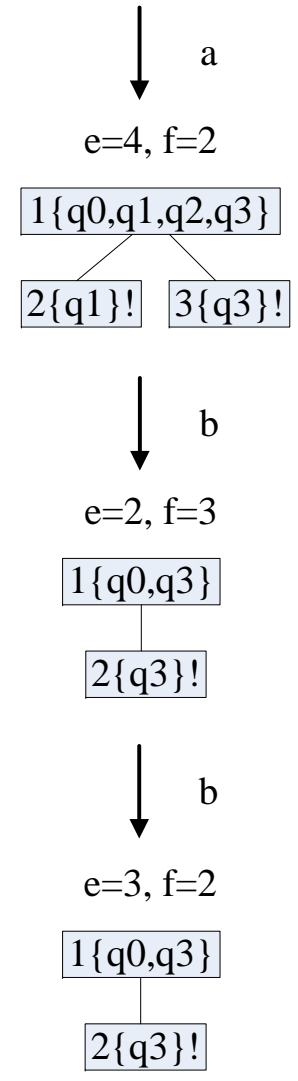 a
e=4, f=2
1{q0,q1,q2,q3}
2{q1}! 3{q3}!
b
e=2, f=3
1{q0,q3}
2{q3}!
b
e=3, f=2
1{q0,q3}
2{q3}!